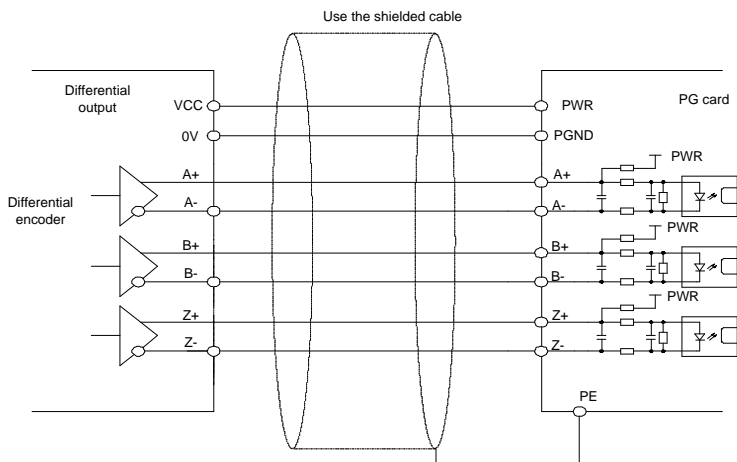 Use the shielded cable
Differential
output
VCC
PWR
PG card
0V
PGND
PWR
A+
A+
Differential
encoder
A-
A-
PWR
B+
B+
B-
B-
PWR
Z+
Z+
Z-
Z-
PE